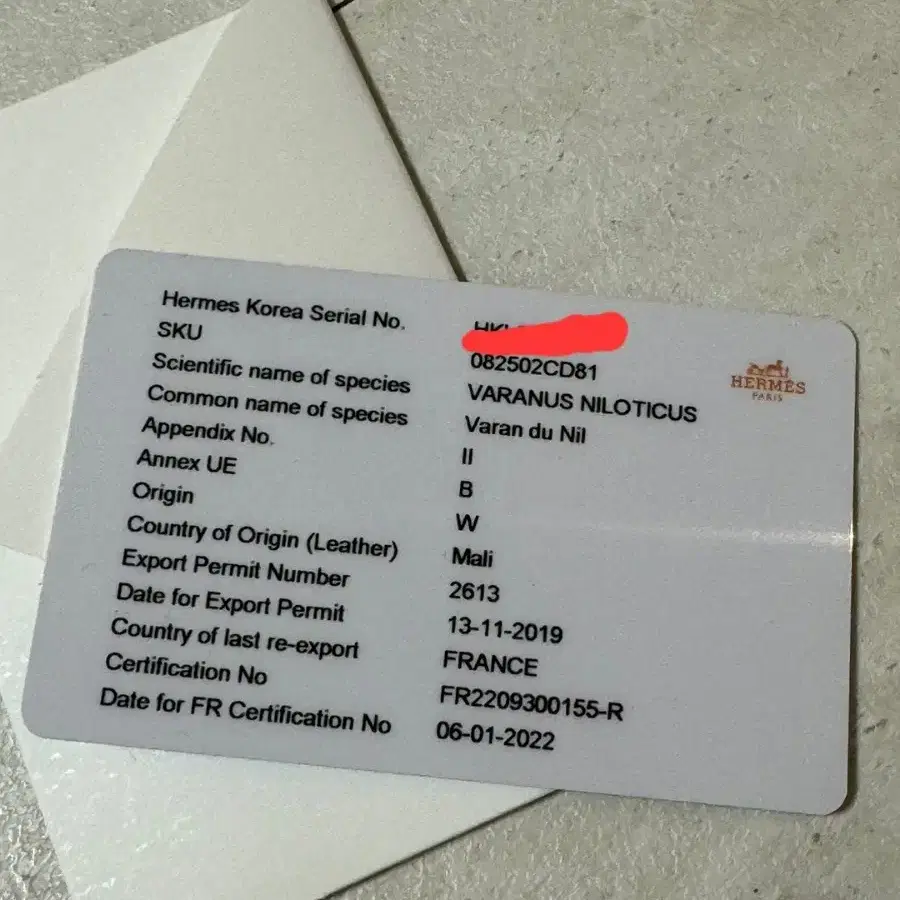 Hermes Korea Serial No.
SKU 082502CD81
Scientific name of species VARANUS NILOTICUS
Common name of species Varan du Nil
Appendix No. II
Annex UE B
Origin W
Country of Origin (Leather) Mali
Export Permit Number 2613
Date for Export Permit 13-11-2019
Country of last re-export FRANCE
Certification No FR2209300155-R
Date for FR Certification No 06-01-2022
HERMÈS
PARIS